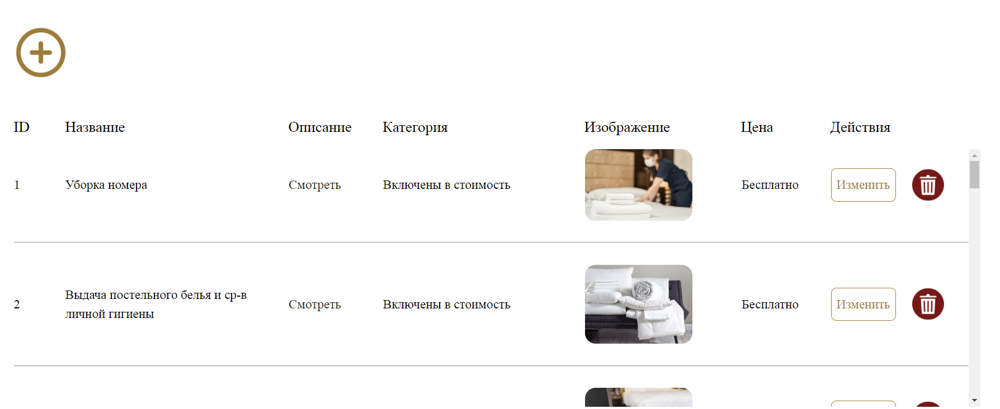 ID Название Описание Категория Изображение Цена Действия
1 Уборка номера Смотреть Включены в стоимость Бесплатно Изменить
2 Выдача постельного белья и ср-в личной гигиены Смотреть Включены в стоимость Бесплатно Изменить